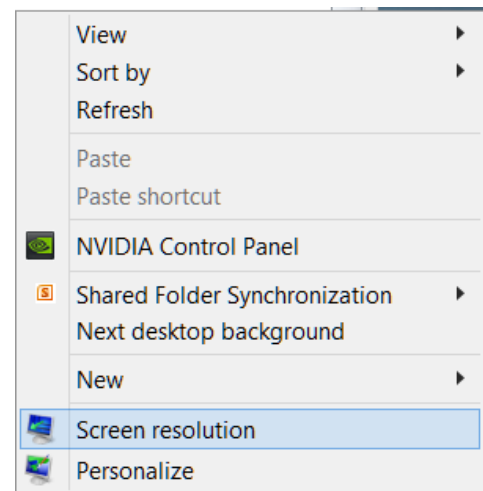 View
Sort by
Refresh
Paste
Paste shortcut
NVIDIA Control Panel
S
Shared Folder Synchronization
Next desktop background
New
Screen resolution
Personalize